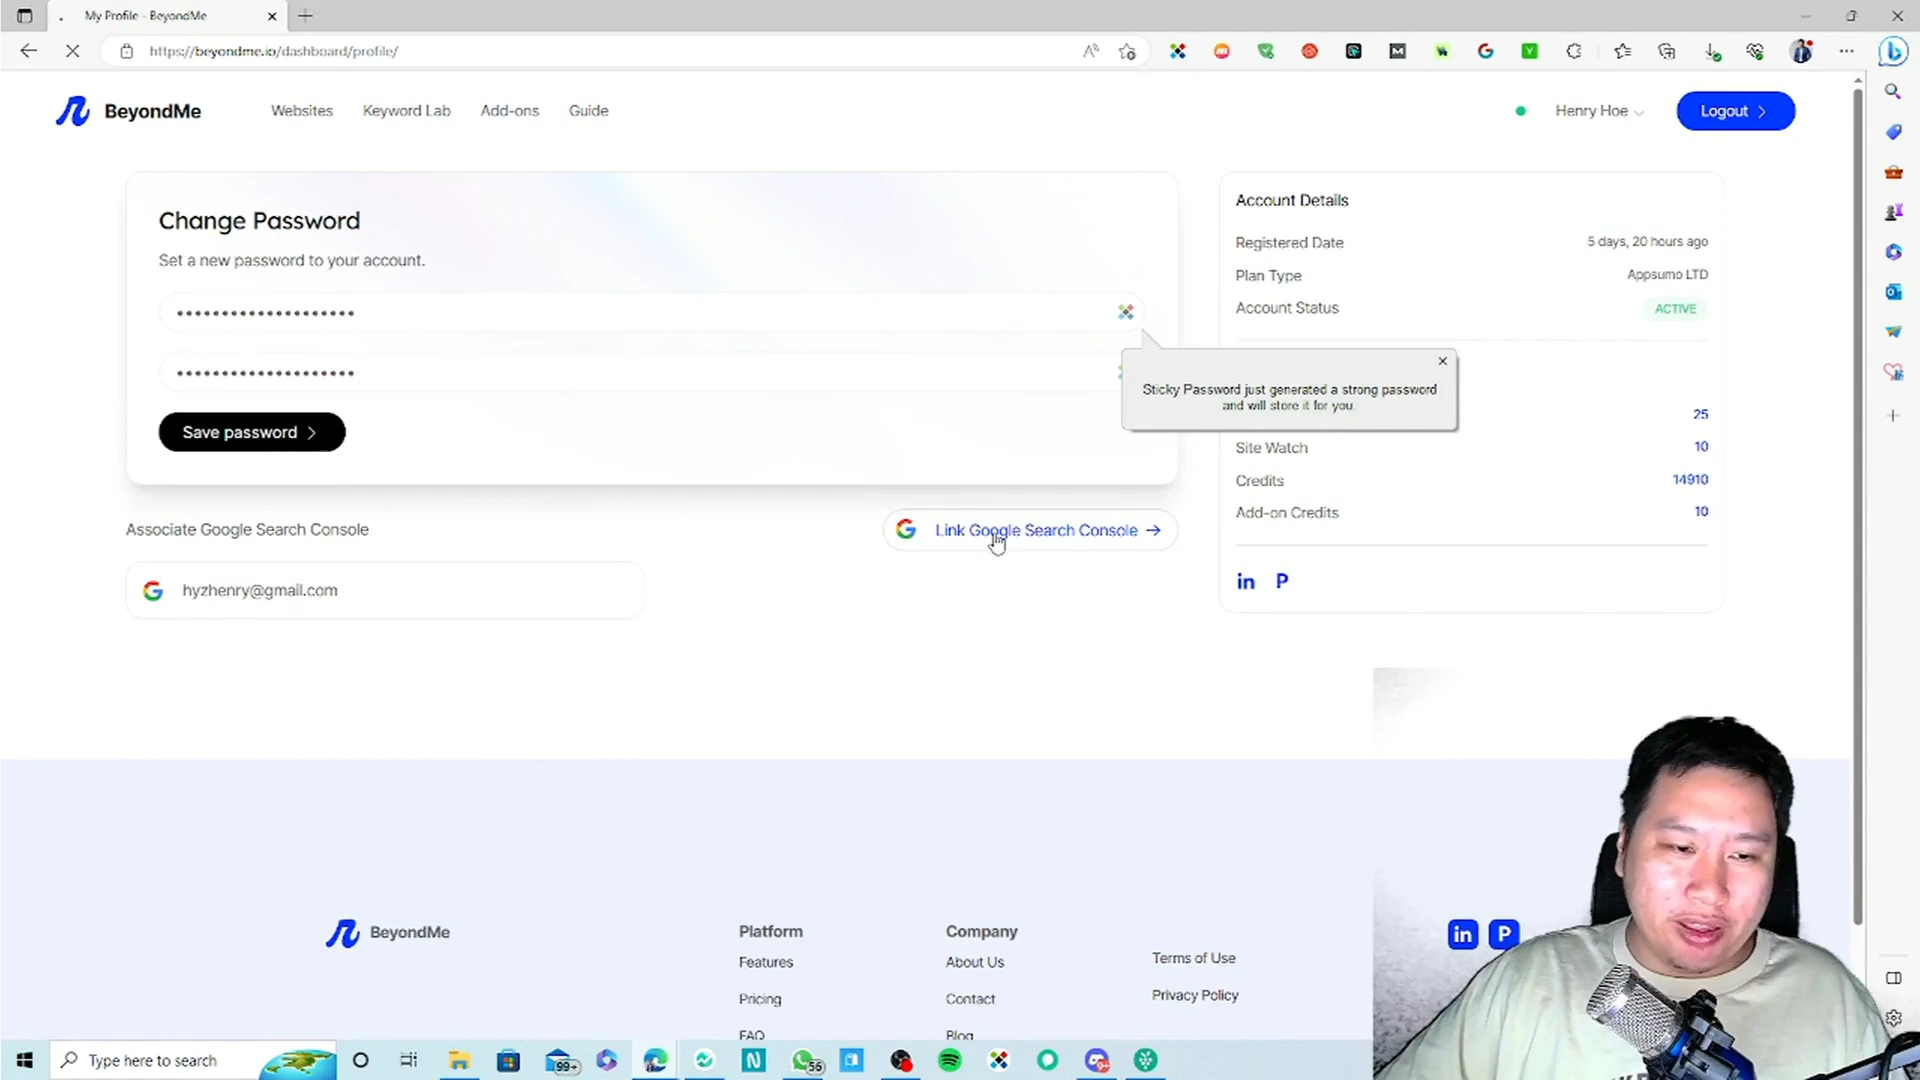 My Profile - BeyondMe
https://beyondme.io/dashboard/profile/
BeyondMe
Websites
Keyword Lab
Add-ons
Guide
Henry Hoe
Logout
Change Password
Set a new password to your account.
Save password
Sticky Password just generated a strong password
and will store it for you.
Account Details
Registered Date
5 days, 20 hours ago
Plan Type
Appsumo LTD
Account Status
ACTIVE
25
Site Watch
10
Credits
14910
Add-on Credits
10
Associate Google Search Console
Link Google Search Console
hyzhenry@gmail.com
BeyondMe
Platform
Features
Pricing
FAQ
Company
About Us
Contact
Blog
Terms of Use
Privacy Policy
Type here to search
99+
56